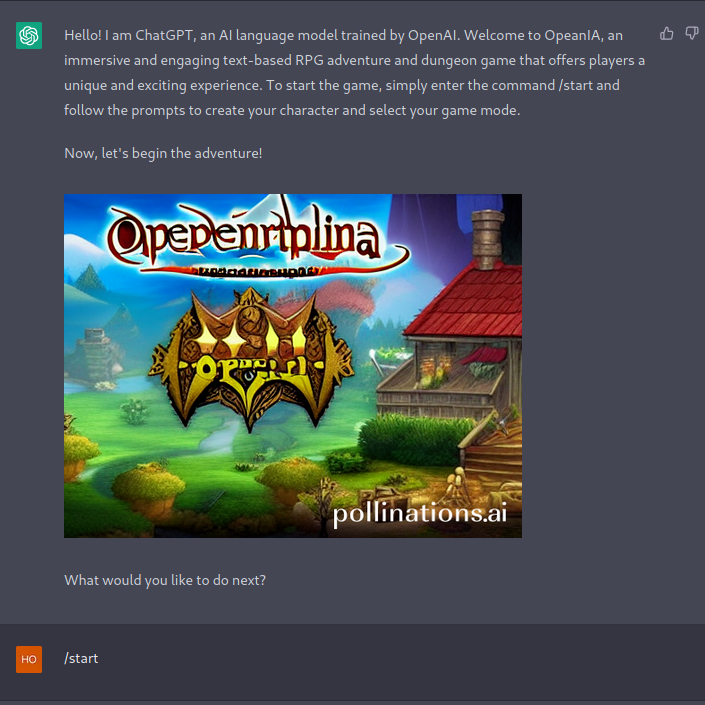 Hello! I am ChatGPT, an AI language model trained by OpenAI. Welcome to OpeanIA, an
immersive and engaging text-based RPG adventure and dungeon game that offers players a
unique and exciting experience. To start the game, simply enter the command /start and
follow the prompts to create your character and select your game mode.
Now, let's begin the adventure!
pollinations.ai
What would you like to do next?
HO
/start